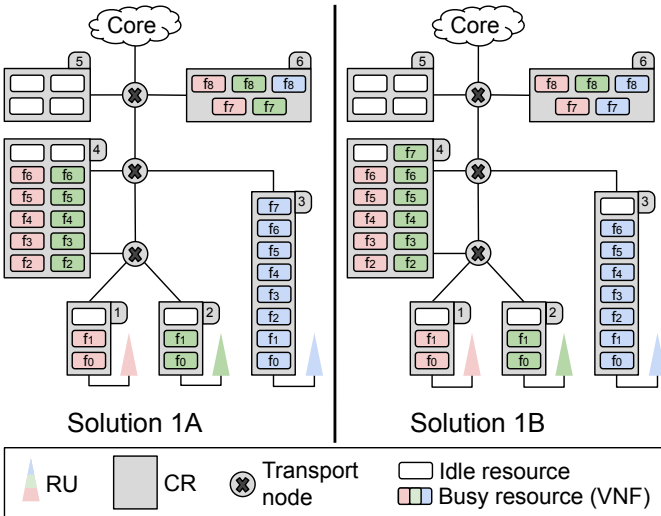 Core
5
6
f8 f8 f8
f7 f7
4
f6 f6
f5 f5
f4 f4
f3 f3
f2 f2
3
f7
f6
f5
f4
f3
f2
f1
f0
1
f1
f0
2
f1
f0
Solution 1A
Core
5
6
f8 f8 f8
f7 f7
4
f7
f6 f6
f5 f5
f4 f4
f3 f3
f2 f2
3
f6
f5
f4
f3
f2
f1
f0
1
f1
f0
2
f1
f0
Solution 1B
RU
CR
Transport
node
Idle resource
Busy resource (VNF)